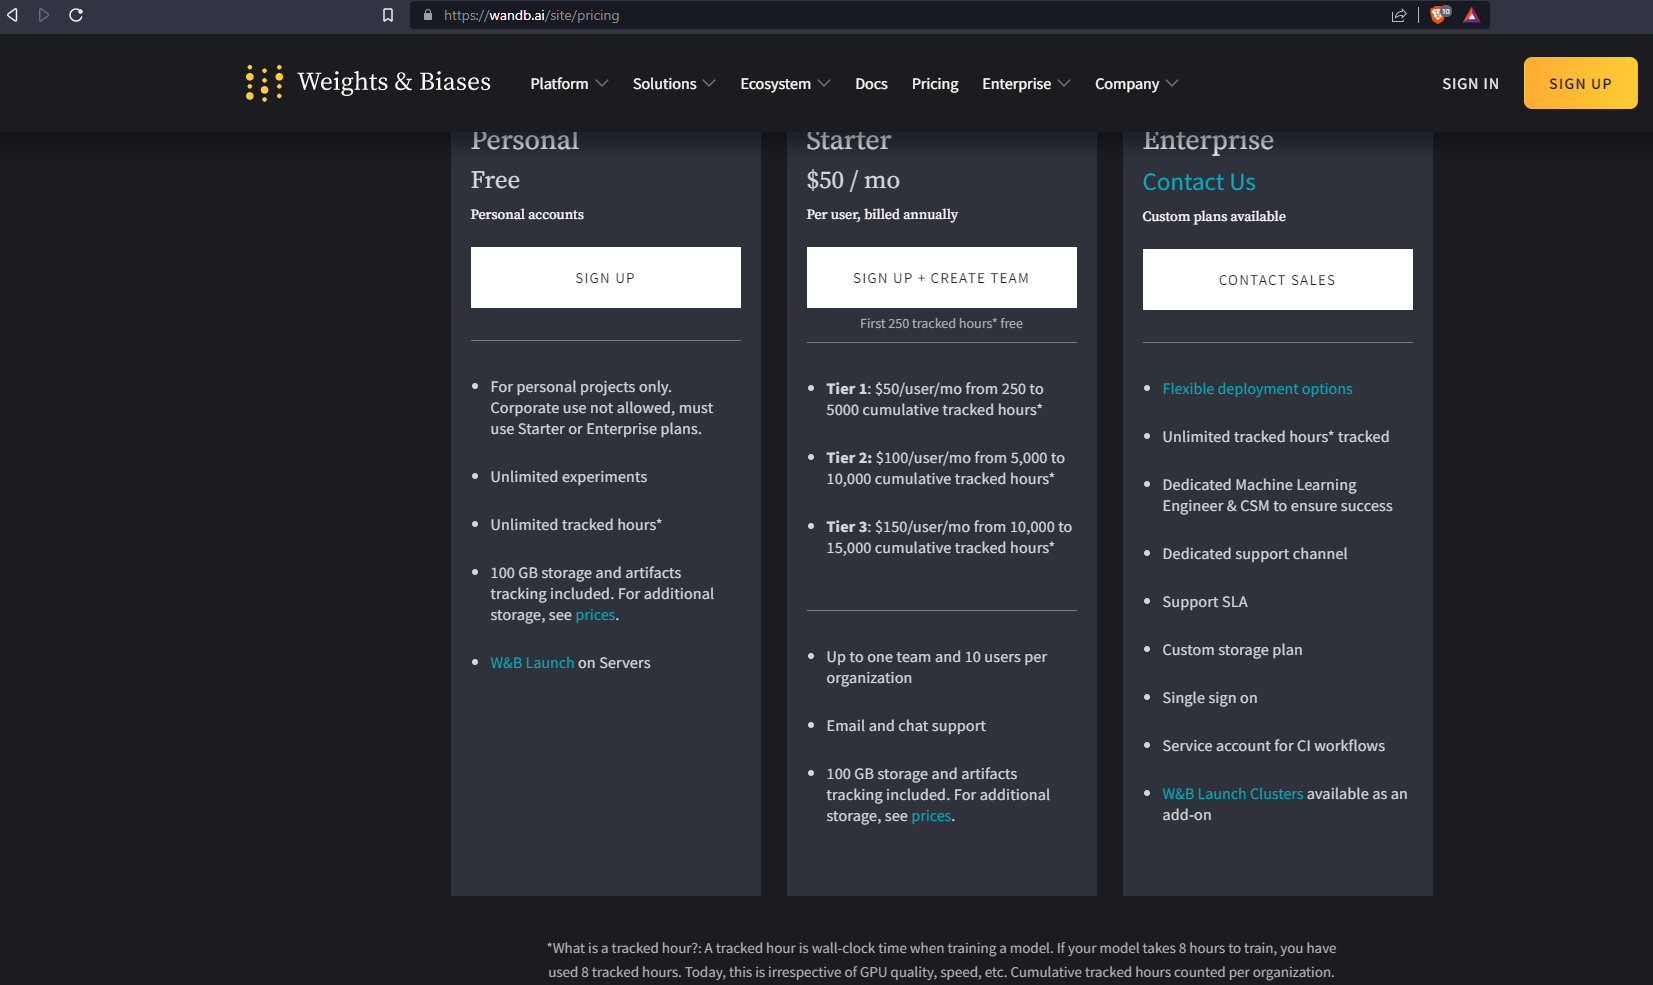 https://wandb.ai/site/pricing
10
Weights & Biases
Platform
Solutions
Ecosystem
Docs
Pricing
Enterprise
Company
SIGN IN
SIGN UP
Personal
Free
Personal accounts
SIGN UP
For personal projects only.
Corporate use not allowed, must
use Starter or Enterprise plans.
Unlimited experiments
Unlimited tracked hours*
100 GB storage and artifacts
tracking included. For additional
storage, see prices.
W&B Launch on Servers
Starter
$50 / mo
Per user, billed annually
SIGN UP + CREATE TEAM
First 250 tracked hours* free
Tier 1: $50/user/mo from 250 to
5000 cumulative tracked hours*
Tier 2: $100/user/mo from 5,000 to
10,000 cumulative tracked hours*
Tier 3: $150/user/mo from 10,000 to
15,000 cumulative tracked hours*
Up to one team and 10 users per
organization
Email and chat support
100 GB storage and artifacts
tracking included. For additional
storage, see prices.
Enterprise
Contact Us
Custom plans available
CONTACT SALES
Flexible deployment options
Unlimited tracked hours* tracked
Dedicated Machine Learning
Engineer & CSM to ensure success
Dedicated support channel
Support SLA
Custom storage plan
Single sign on
Service account for CI workflows
W&B Launch Clusters available as an
add-on
*What is a tracked hour?: A tracked hour is wall-clock time when training a model. If your model takes 8 hours to train, you have
used 8 tracked hours. Today, this is irrespective of GPU quality, speed, etc. Cumulative tracked hours counted per organization.